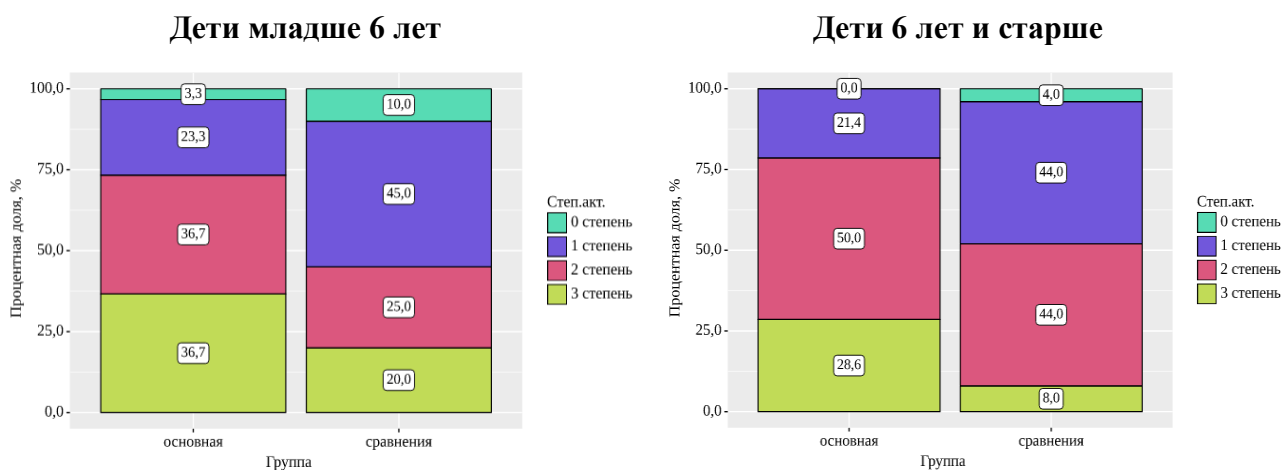 Дети младше 6 лет
100,0
75,0
50,0
25,0
0,0
Процентная доля, %
3,3
23,3
36,7
36,7
10,0
45,0
25,0
20,0
основная
сравнения
Группа
Степ.акт.
0 степень
1 степень
2 степень
3 степень
Дети 6 лет и старше
100,0
75,0
50,0
25,0
0,0
Процентная доля, %
0,0
21,4
50,0
28,6
4,0
44,0
44,0
8,0
основная
сравнения
Группа
Степ.акт.
0 степень
1 степень
2 степень
3 степень